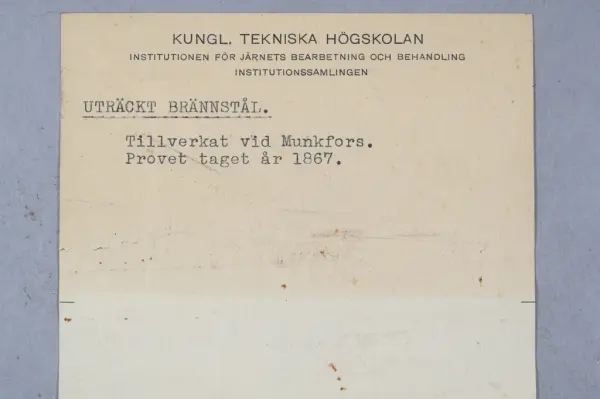 KUNGL. TEKNISKA HÖGSKOLAN
INSTITUTIONEN FÖR JÄRNETS BEARBETNING OCH BEHANDLING
INSTITUTIONSSAMLINGEN
UTRÄCKT BRÄNNSTÅL.
Tillverkat vid Munkfors.
Provet taget år 1867.